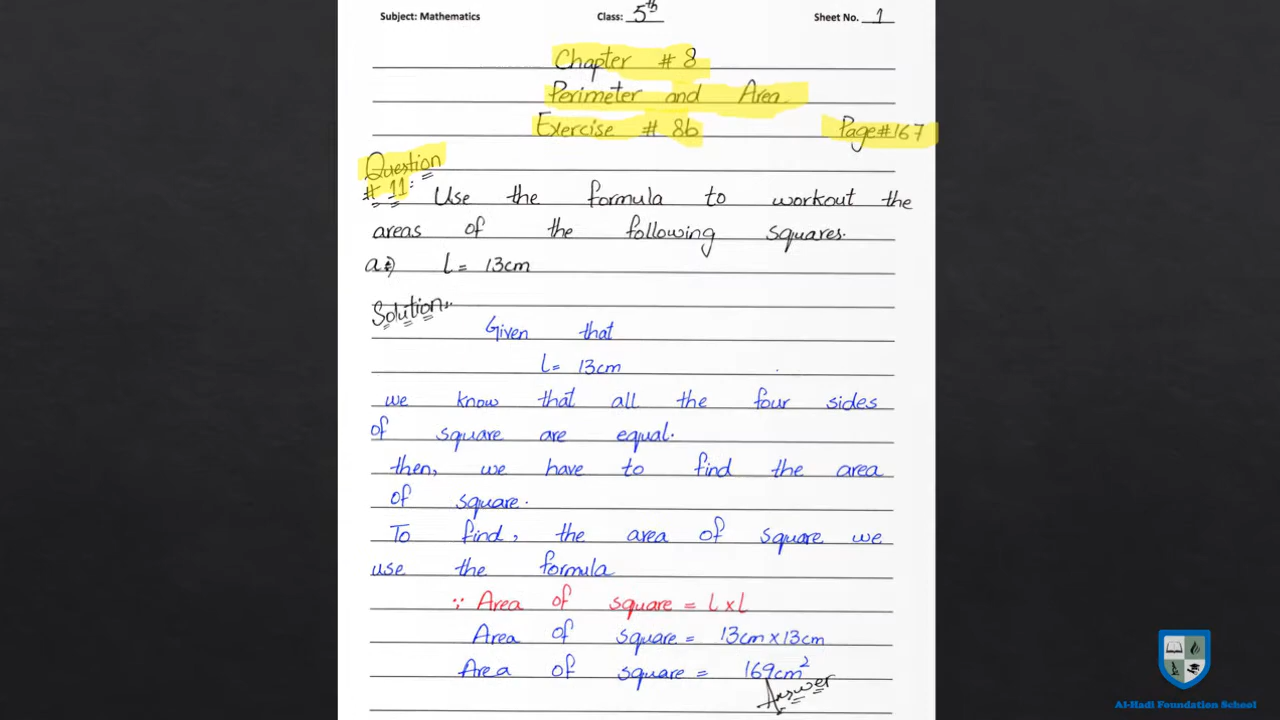 Subject: Mathematics Class: 5th Sheet No. 1
Chapter # 8
Perimeter and Area
Exercise # 8b Page#167
Question
# 11:- Use the formula to workout the
areas of the following squares.
a:) L = 13cm
Solution:-
Given that
L = 13cm
we know that all the four sides
of square are equal.
then, we have to find the area
of square.
To find, the area of square we
use the formula
∵ Area of square = L x L
Area of square = 13cm x 13cm
Area of square = 169cm²
Answer
Al-Hadi Foundation School